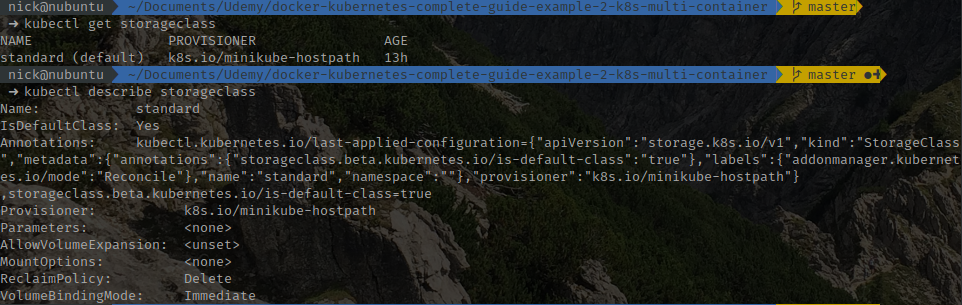 nick@nubuntu ~/Documents/Udemy/docker-kubernetes-complete-guide-example-2-k8s-multi-container master
→ kubectl get storageclass
NAME PROVISIONER AGE
standard (default) k8s.io/minikube-hostpath 13h
nick@nubuntu ~/Documents/Udemy/docker-kubernetes-complete-guide-example-2-k8s-multi-container master ●✚
→ kubectl describe storageclass
Name: standard
IsDefaultClass: Yes
Annotations: kubectl.kubernetes.io/last-applied-configuration={"apiVersion":"storage.k8s.io/v1","kind":"StorageClass
","metadata":{"annotations":{"storageclass.beta.kubernetes.io/is-default-class":"true"},"labels":{"addonmanager.kubernet
es.io/mode":"Reconcile"},"name":"standard","namespace":""},"provisioner":"k8s.io/minikube-hostpath"}
,storageclass.beta.kubernetes.io/is-default-class=true
Provisioner: k8s.io/minikube-hostpath
Parameters: <none>
AllowVolumeExpansion: <unset>
MountOptions: <none>
ReclaimPolicy: Delete
VolumeBindingMode: Immediate